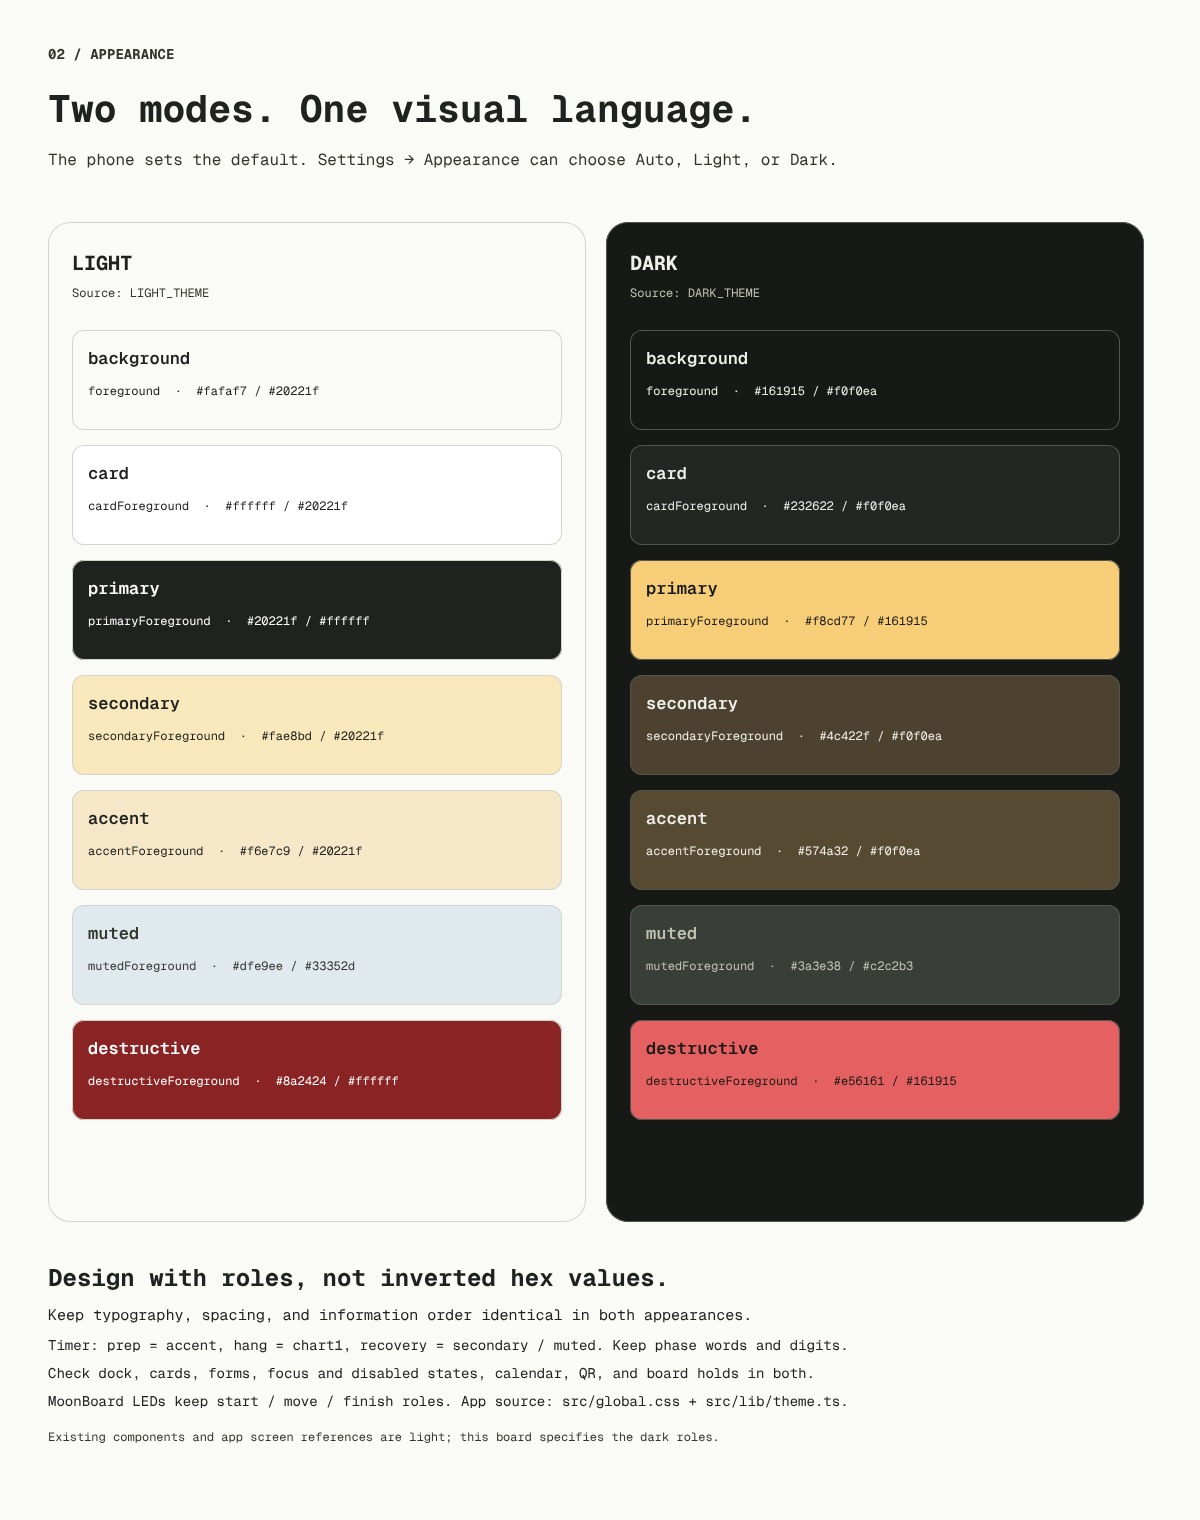 02 / APPEARANCE
Two modes. One visual language.
The phone sets the default. Settings → Appearance can choose Auto, Light, or Dark.
LIGHT
Source: LIGHT_THEME
background
foreground · #fafaf7 / #20221f
card
cardForeground · #ffffff / #20221f
primary
primaryForeground · #20221f / #ffffff
secondary
secondaryForeground · #fae8bd / #20221f
accent
accentForeground · #f6e7c9 / #20221f
muted
mutedForeground · #dfe9ee / #33352d
destructive
destructiveForeground · #8a2424 / #ffffff
DARK
Source: DARK_THEME
background
foreground · #161915 / #f0f0ea
card
cardForeground · #232622 / #f0f0ea
primary
primaryForeground · #f8cd77 / #161915
secondary
secondaryForeground · #4c422f / #f0f0ea
accent
accentForeground · #574a32 / #f0f0ea
muted
mutedForeground · #3a3e38 / #c2c2b3
destructive
destructiveForeground · #e56161 / #161915
Design with roles, not inverted hex values.
Keep typography, spacing, and information order identical in both appearances.
Timer: prep = accent, hang = chart1, recovery = secondary / muted. Keep phase words and digits.
Check dock, cards, forms, focus and disabled states, calendar, QR, and board holds in both.
MoonBoard LEDs keep start / move / finish roles. App source: src/global.css + src/lib/theme.ts.
Existing components and app screen references are light; this board specifies the dark roles.